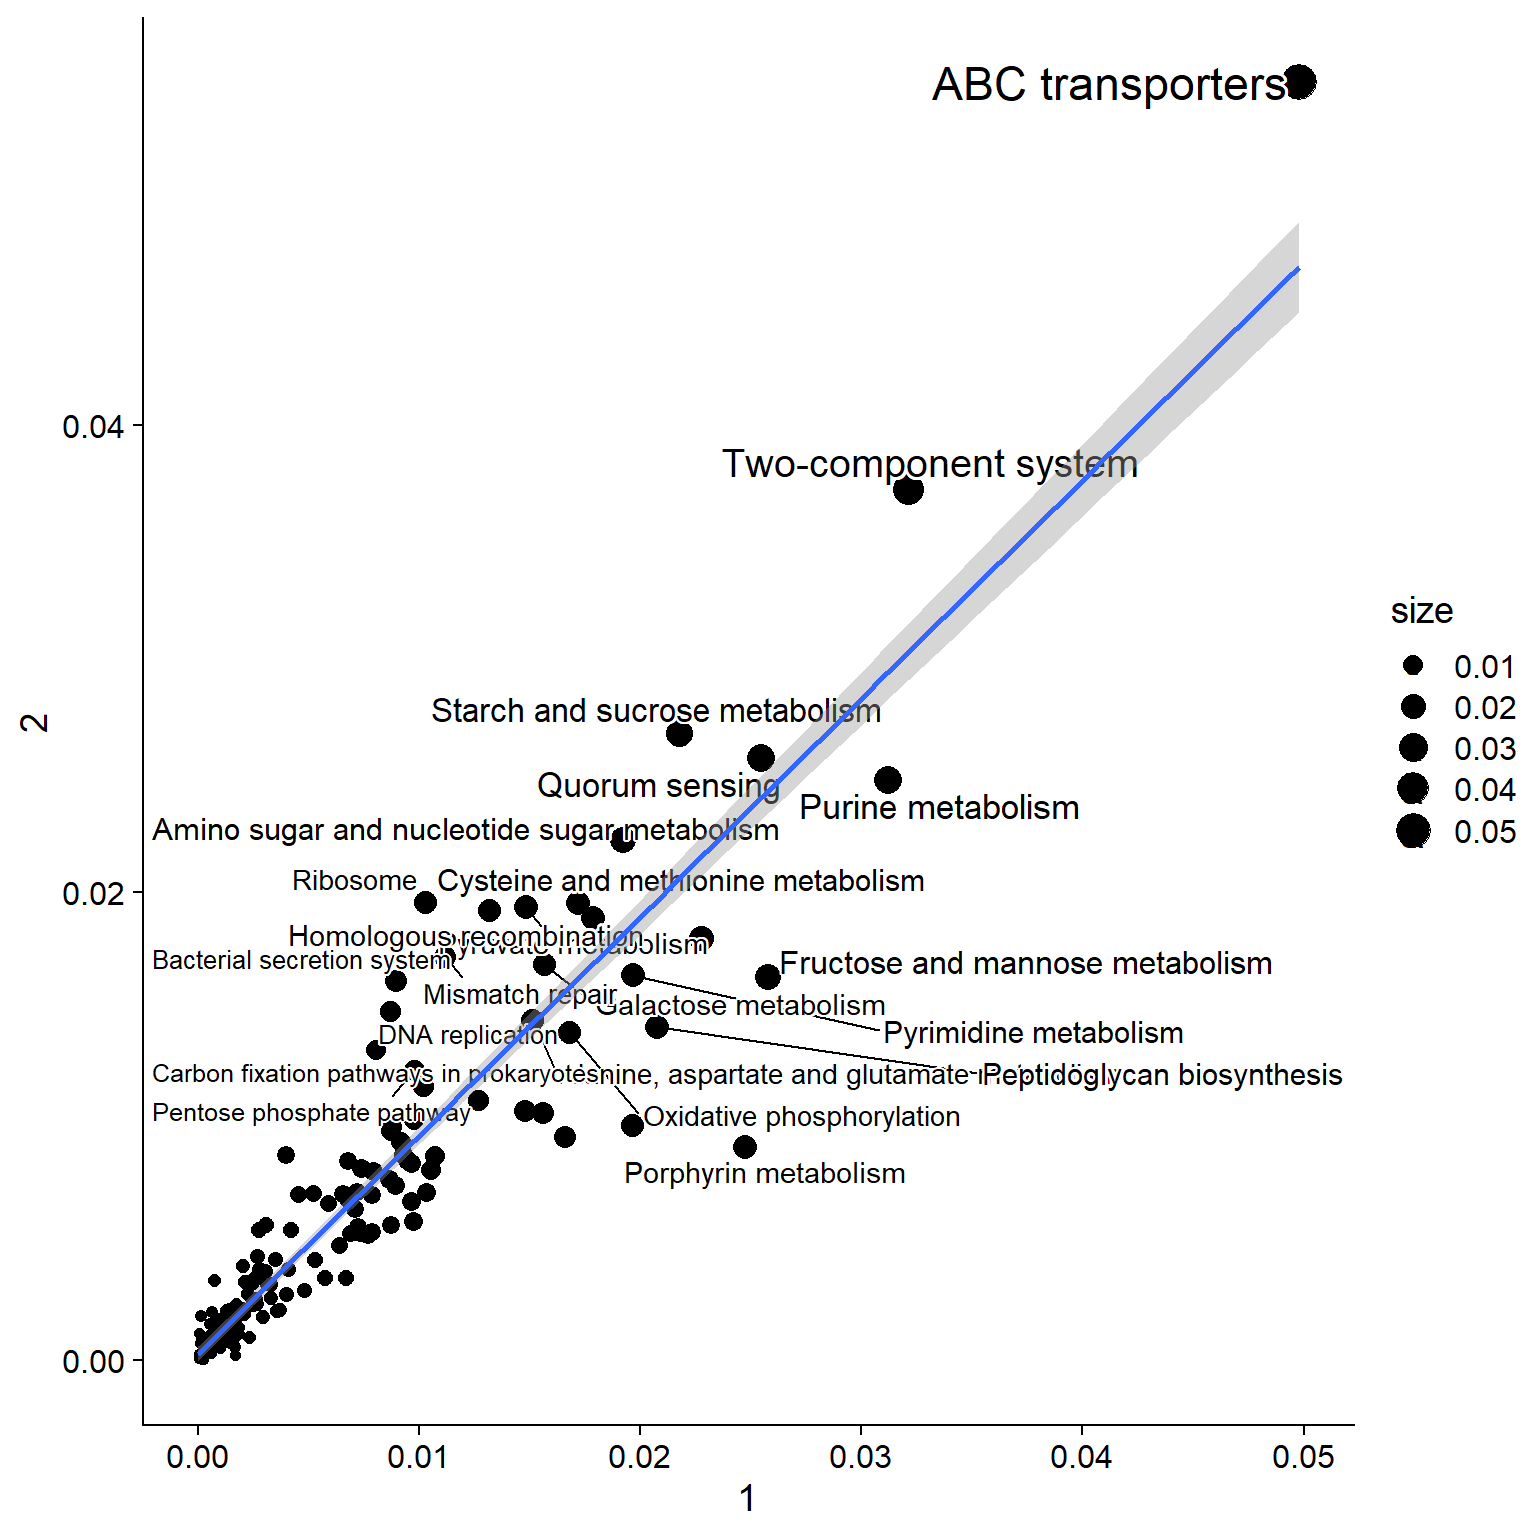 ABC transporters
0.04
Two-component system
size
0.01
0.02
0.03
0.04
0.05
Starch and sucrose metabolism
2
Quorum sensing
Purine metabolism
Amino sugar and nucleotide sugar metabolism
Ribosome
Cysteine and methionine metabolism
0.02
Homologous recombination
metabolism
Bacterial secretion system
Fructose and mannose metabolism
Mismatch repair
Galactose metabolism
Pyrimidine metabolism
DNA replication
Carbon fixation pathways in prokaryotes
aspartate and glutamate
Peptidoglycan biosynthesis
Pentose phosphate pathway
Oxidative phosphorylation
Porphyrin metabolism
0.00
0.00
0.01
0.02
0.03
0.04
0.05
1